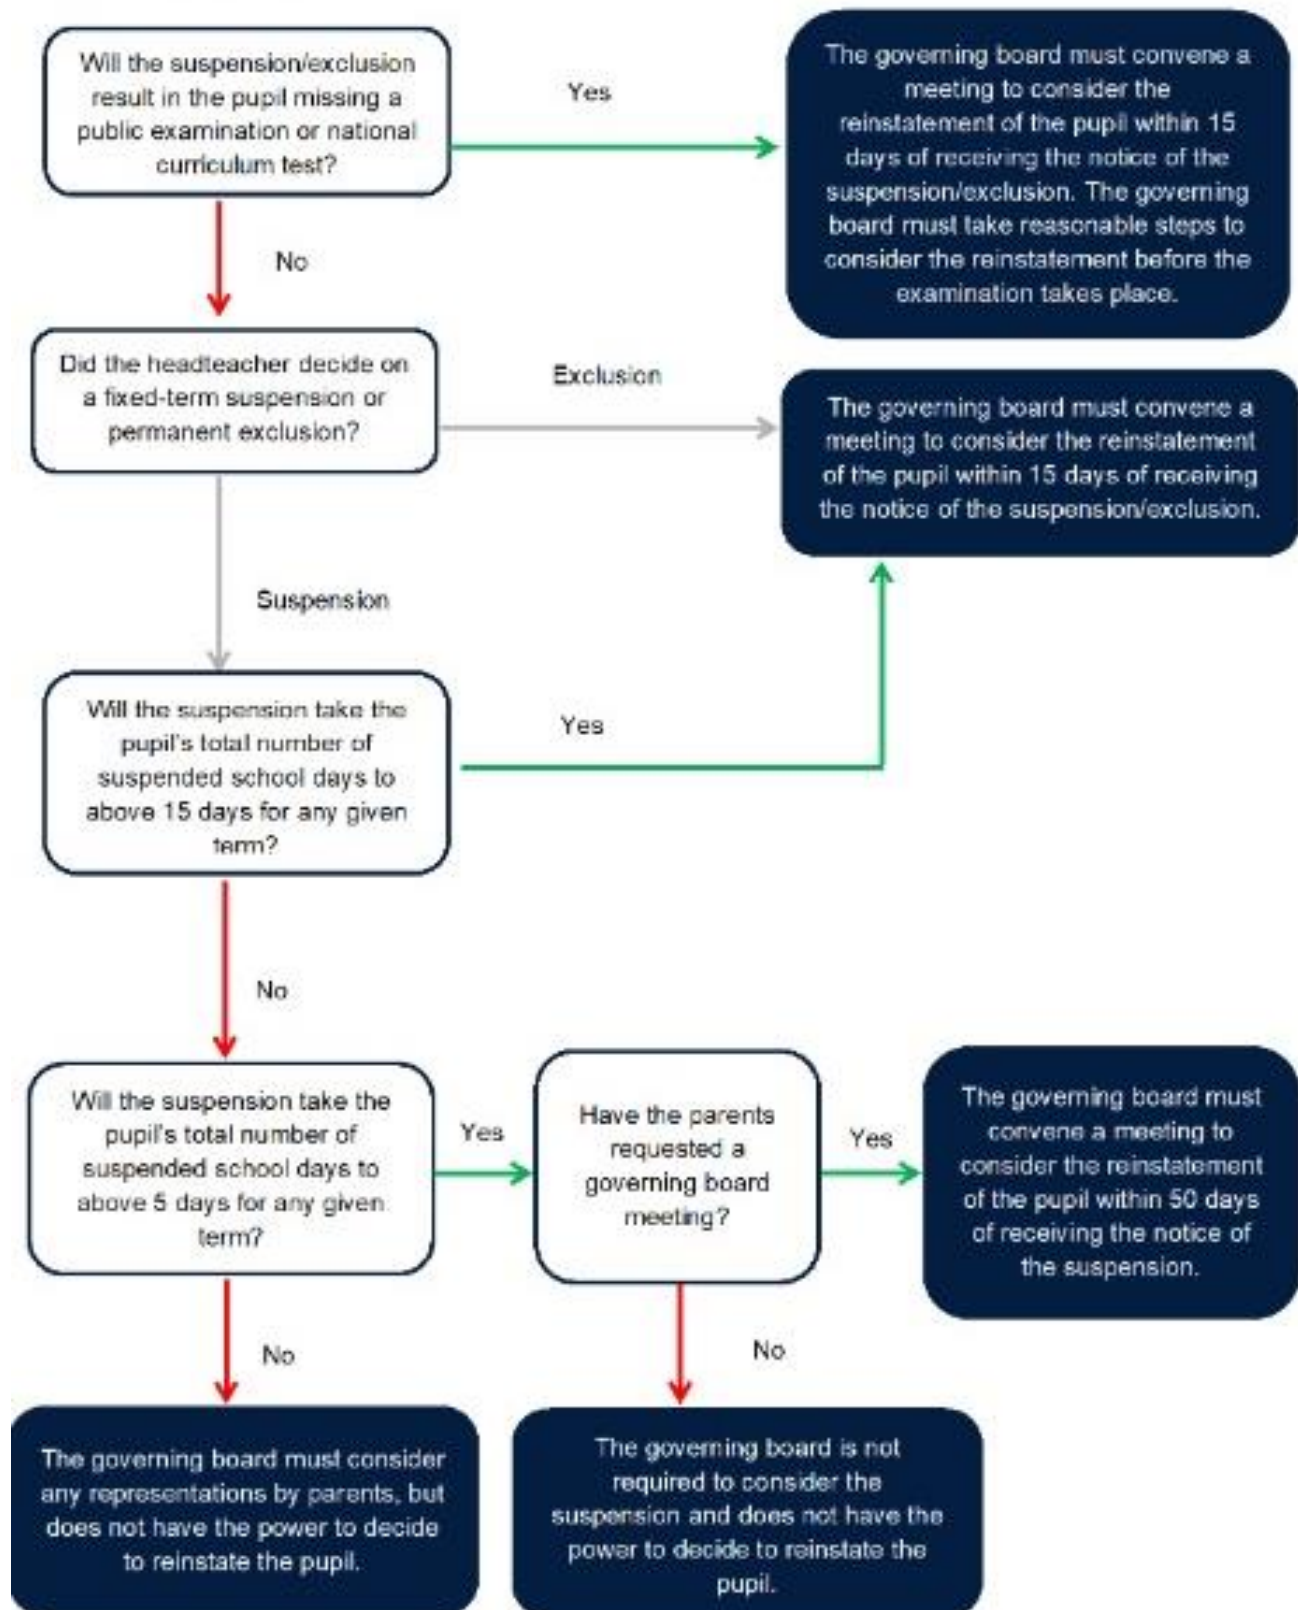 Will the suspension/exclusion
result in the pupil missing a
public examination or national
curriculum test?
Yes
The governing board must convene a
meeting to consider the
reinstatement of the pupil within 15
days of receiving the notice of the
suspension/exclusion. The governing
board must take reasonable steps to
consider the reinstatement before the
examination takes place.
No
Did the headteacher decide on
a fixed-term suspension or
permanent exclusion?
Exclusion
The governing board must convene a
meeting to consider the reinstatement
of the pupil within 15 days of receiving
the notice of the suspension/exclusion.
Suspension
Will the suspension take the
pupil's total number of
suspended school days to
above 15 days for any given
term?
Yes
No
Will the suspension take the
pupil's total number of
suspended school days to
above 5 days for any given
term?
Yes
Have the parents
requested a
governing board
meeting?
Yes
The governing board must
convene a meeting to
consider the reinstatement
of the pupil within 50 days
of receiving the notice of
the suspension.
No
No
The governing board must consider
any representations by parents, but
does not have the power to decide
to reinstate the pupil.
The governing board is not
required to consider the
suspension and does not have the
power to decide to reinstate the
pupil.